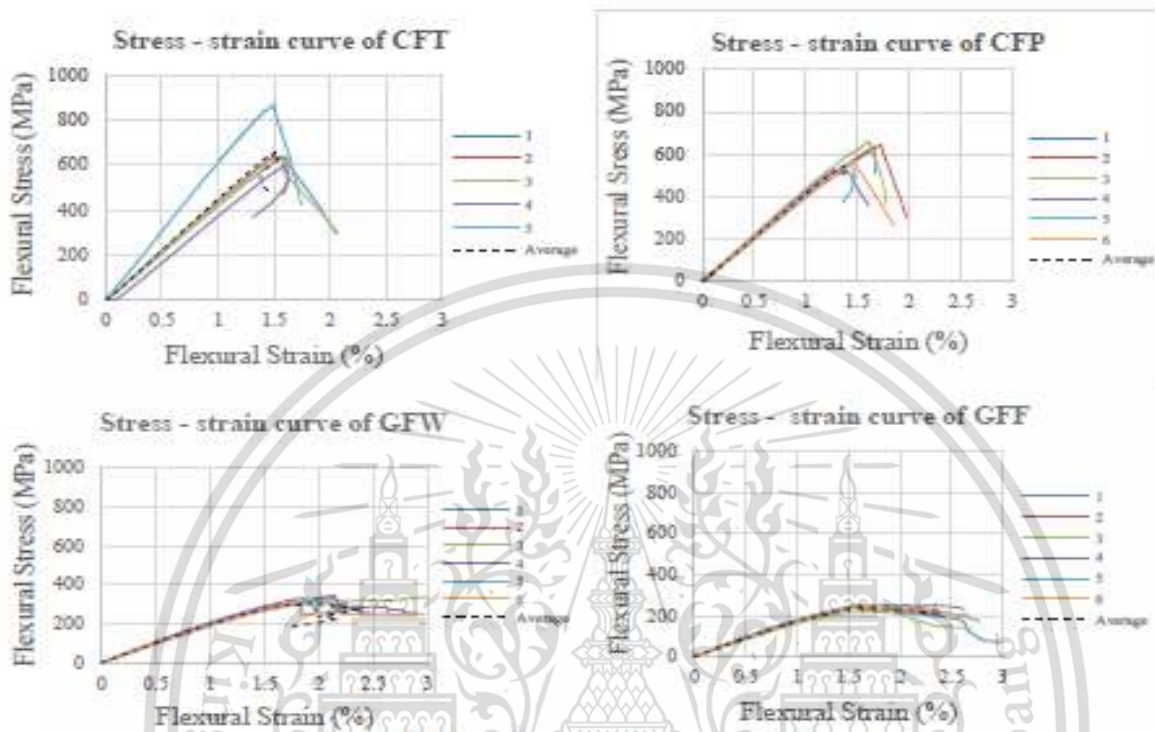 Stress - strain curve of CFT
Flexural Stress (MPa)
1000
800
600
400
200
0
0 0.5 1 1.5 2 2.5 3
Flexural Strain (%)
1
2
3
4
5
Average
Stress - strain curve of CFP
Flexural Sress (MPa)
1000
800
600
400
200
0
0 0.5 1 1.5 2 2.5 3
Flexural Strain (%)
1
2
3
4
5
6
Average
Stress - strain curve of GFW
Flexural Stress (MPa)
1000
800
600
400
200
0
0 0.5 1 1.5 2 2.5 3
Flexural Strain (%)
2
3
4
Average
Stress - strain curve of GFF
Flexural Stress (MPa)
1000
800
600
400
200
0
0 0.5 1 1.5 2 2.5 3
Flexural Strain (%)
1
3
4
5
6
Average